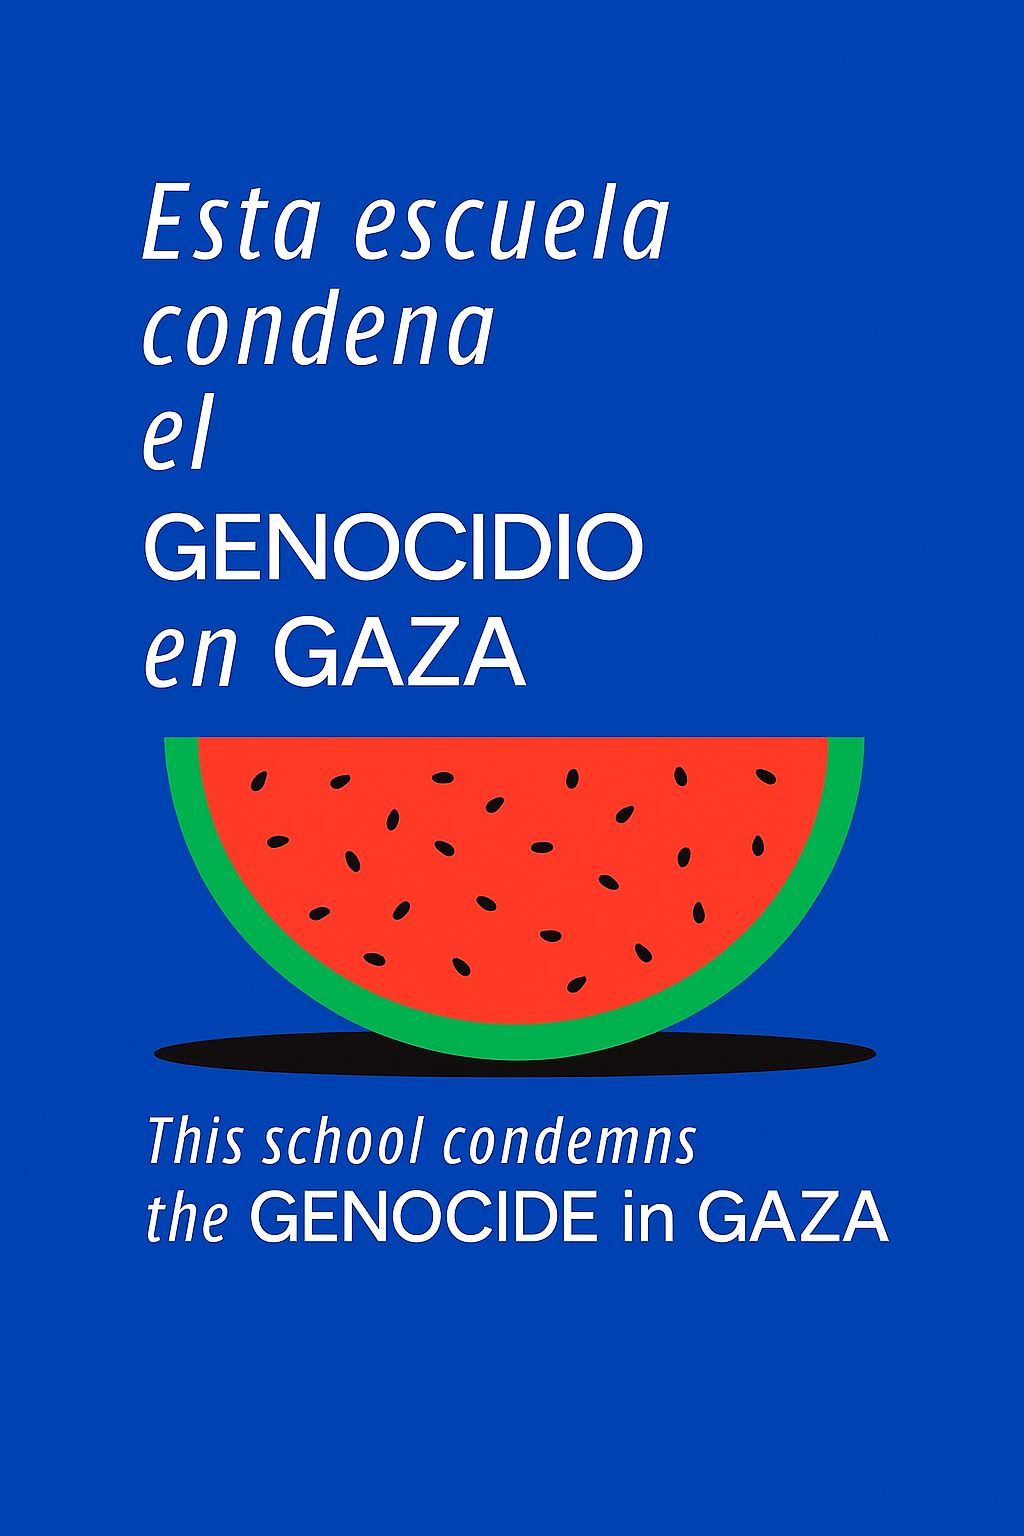 Esta escuela
condena
el
GENOCIDIO
en GAZA
This school condemns
the GENOCIDE in GAZA